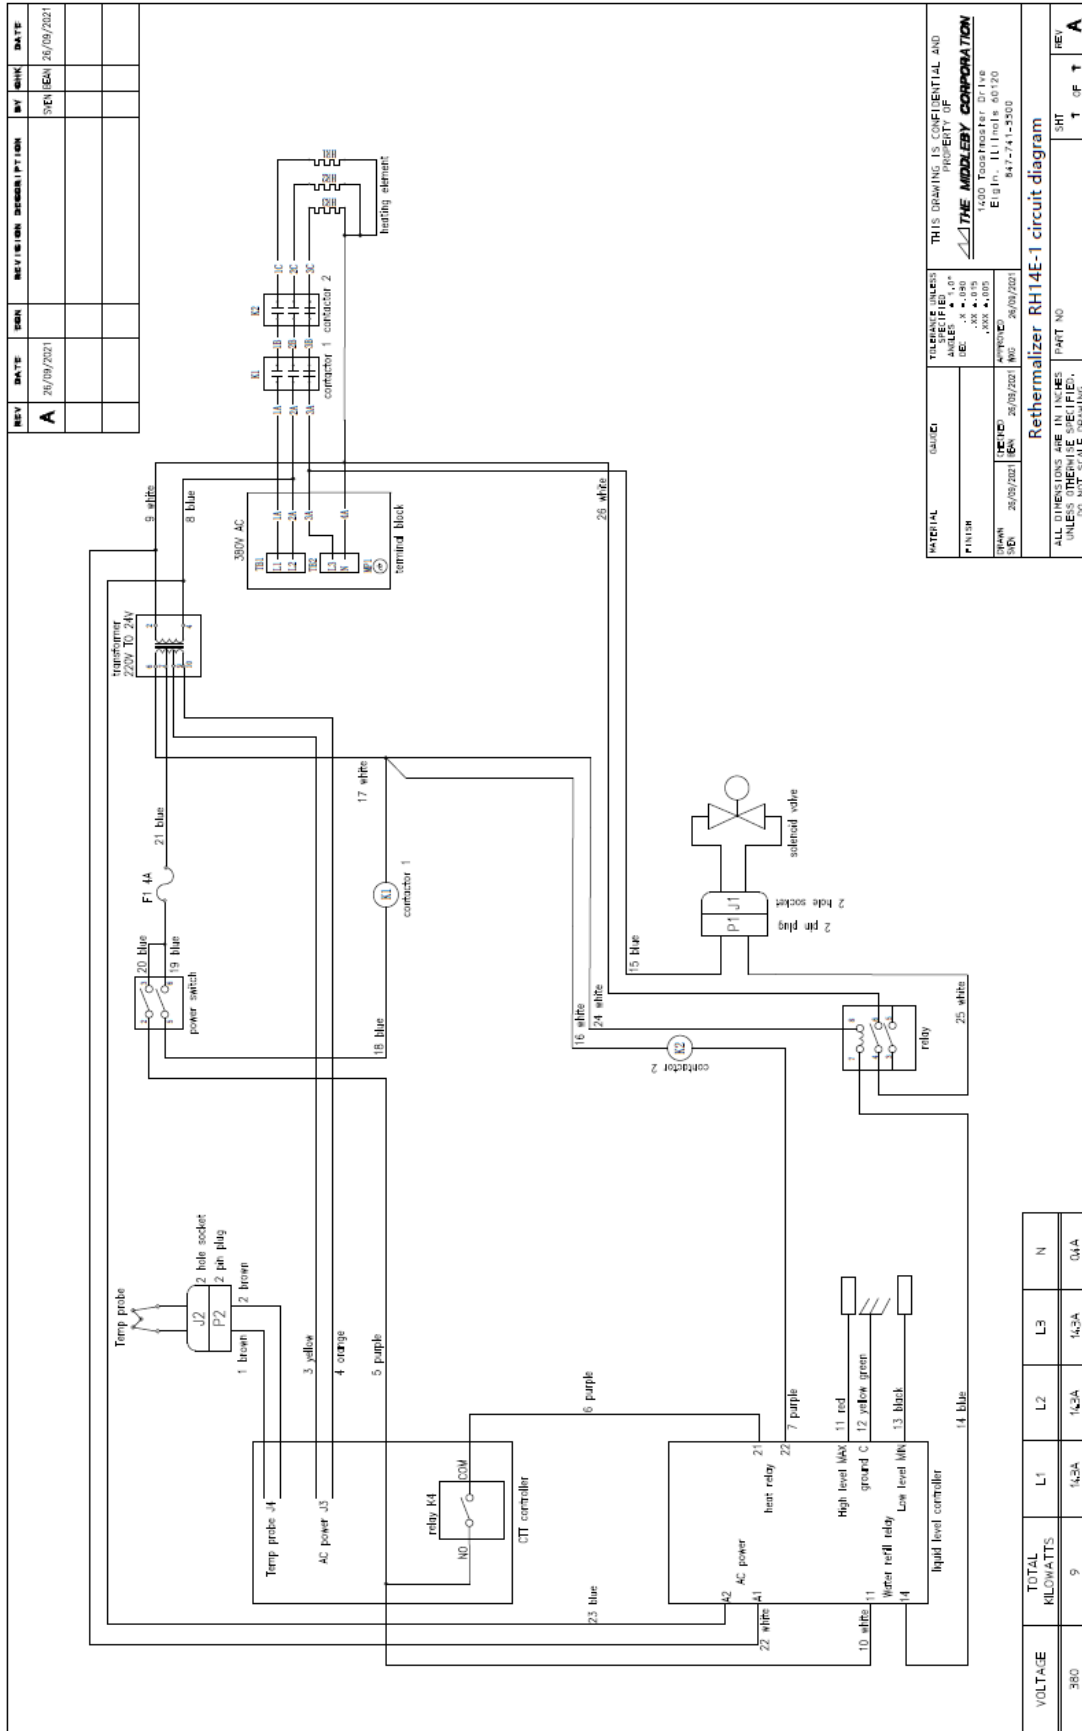 REV DATE DATE
A 26/09/2021 SVEN BEAN 26/09/2021
transformer
220V TO 24V
9 white
8 blue
380V AC
TB1
L1
L2
TB2
L3
N
1A
2A
3A
4A
terminal block
1A
2A
3A
K1
contactor 1
1B
2B
3B
K2
contactor 2
1C
2C
3C
heating element
26 white
21 blue
F1 4A
20 blue
19 blue
power switch
17 white
K1
contactor 1
18 blue
15 blue
16 white
24 white
K2
contactor 2
P1 J1
2 pin plug
2 hole socket
solenoid valve
relay
25 white
Temp probe
J2
P2
2 hole socket
2 pin plug
1 brown
2 brown
3 yellow
4 orange
5 purple
Temp probe J4
AC power J3
relay K4
NO
COM
CTT controller
6 purple
7 purple
21
22
heat relay
AC power
A2
A1
23 blue
22 white
11 red
12 yellow green
13 black
High level MAX
ground C
Low level MIN
Water refill relay
11
14
10 white
14 blue
liquid level controller
VOLTAGE TOTAL KILOWATTS L1 L2 L3 N
380 9 14.3A 14.3A 14.3A 0.4A
MATERIAL
FINISH
TOLERANCE UNLESS
SPECIFIED
ANGLES
DEC
DRAWN
SVEN 26/09/2021
CHECKED
BEAN 26/09/2021
APPROVED
26/09/2021
THIS DRAWING IS CONFIDENTIAL AND
PROPERTY OF
THE MIDDLEBY CORPORATION
1400 Toastmaster Drive
Elgin, Illinois 60120
847-741-3300
Rethermalizer RH14E-1 circuit diagram
ALL DIMENSIONS ARE IN INCHES
UNLESS OTHERWISE SPECIFIED.
DO NOT SCALE DRAWING
PART NO
SHT
1 OF 1
REV
A